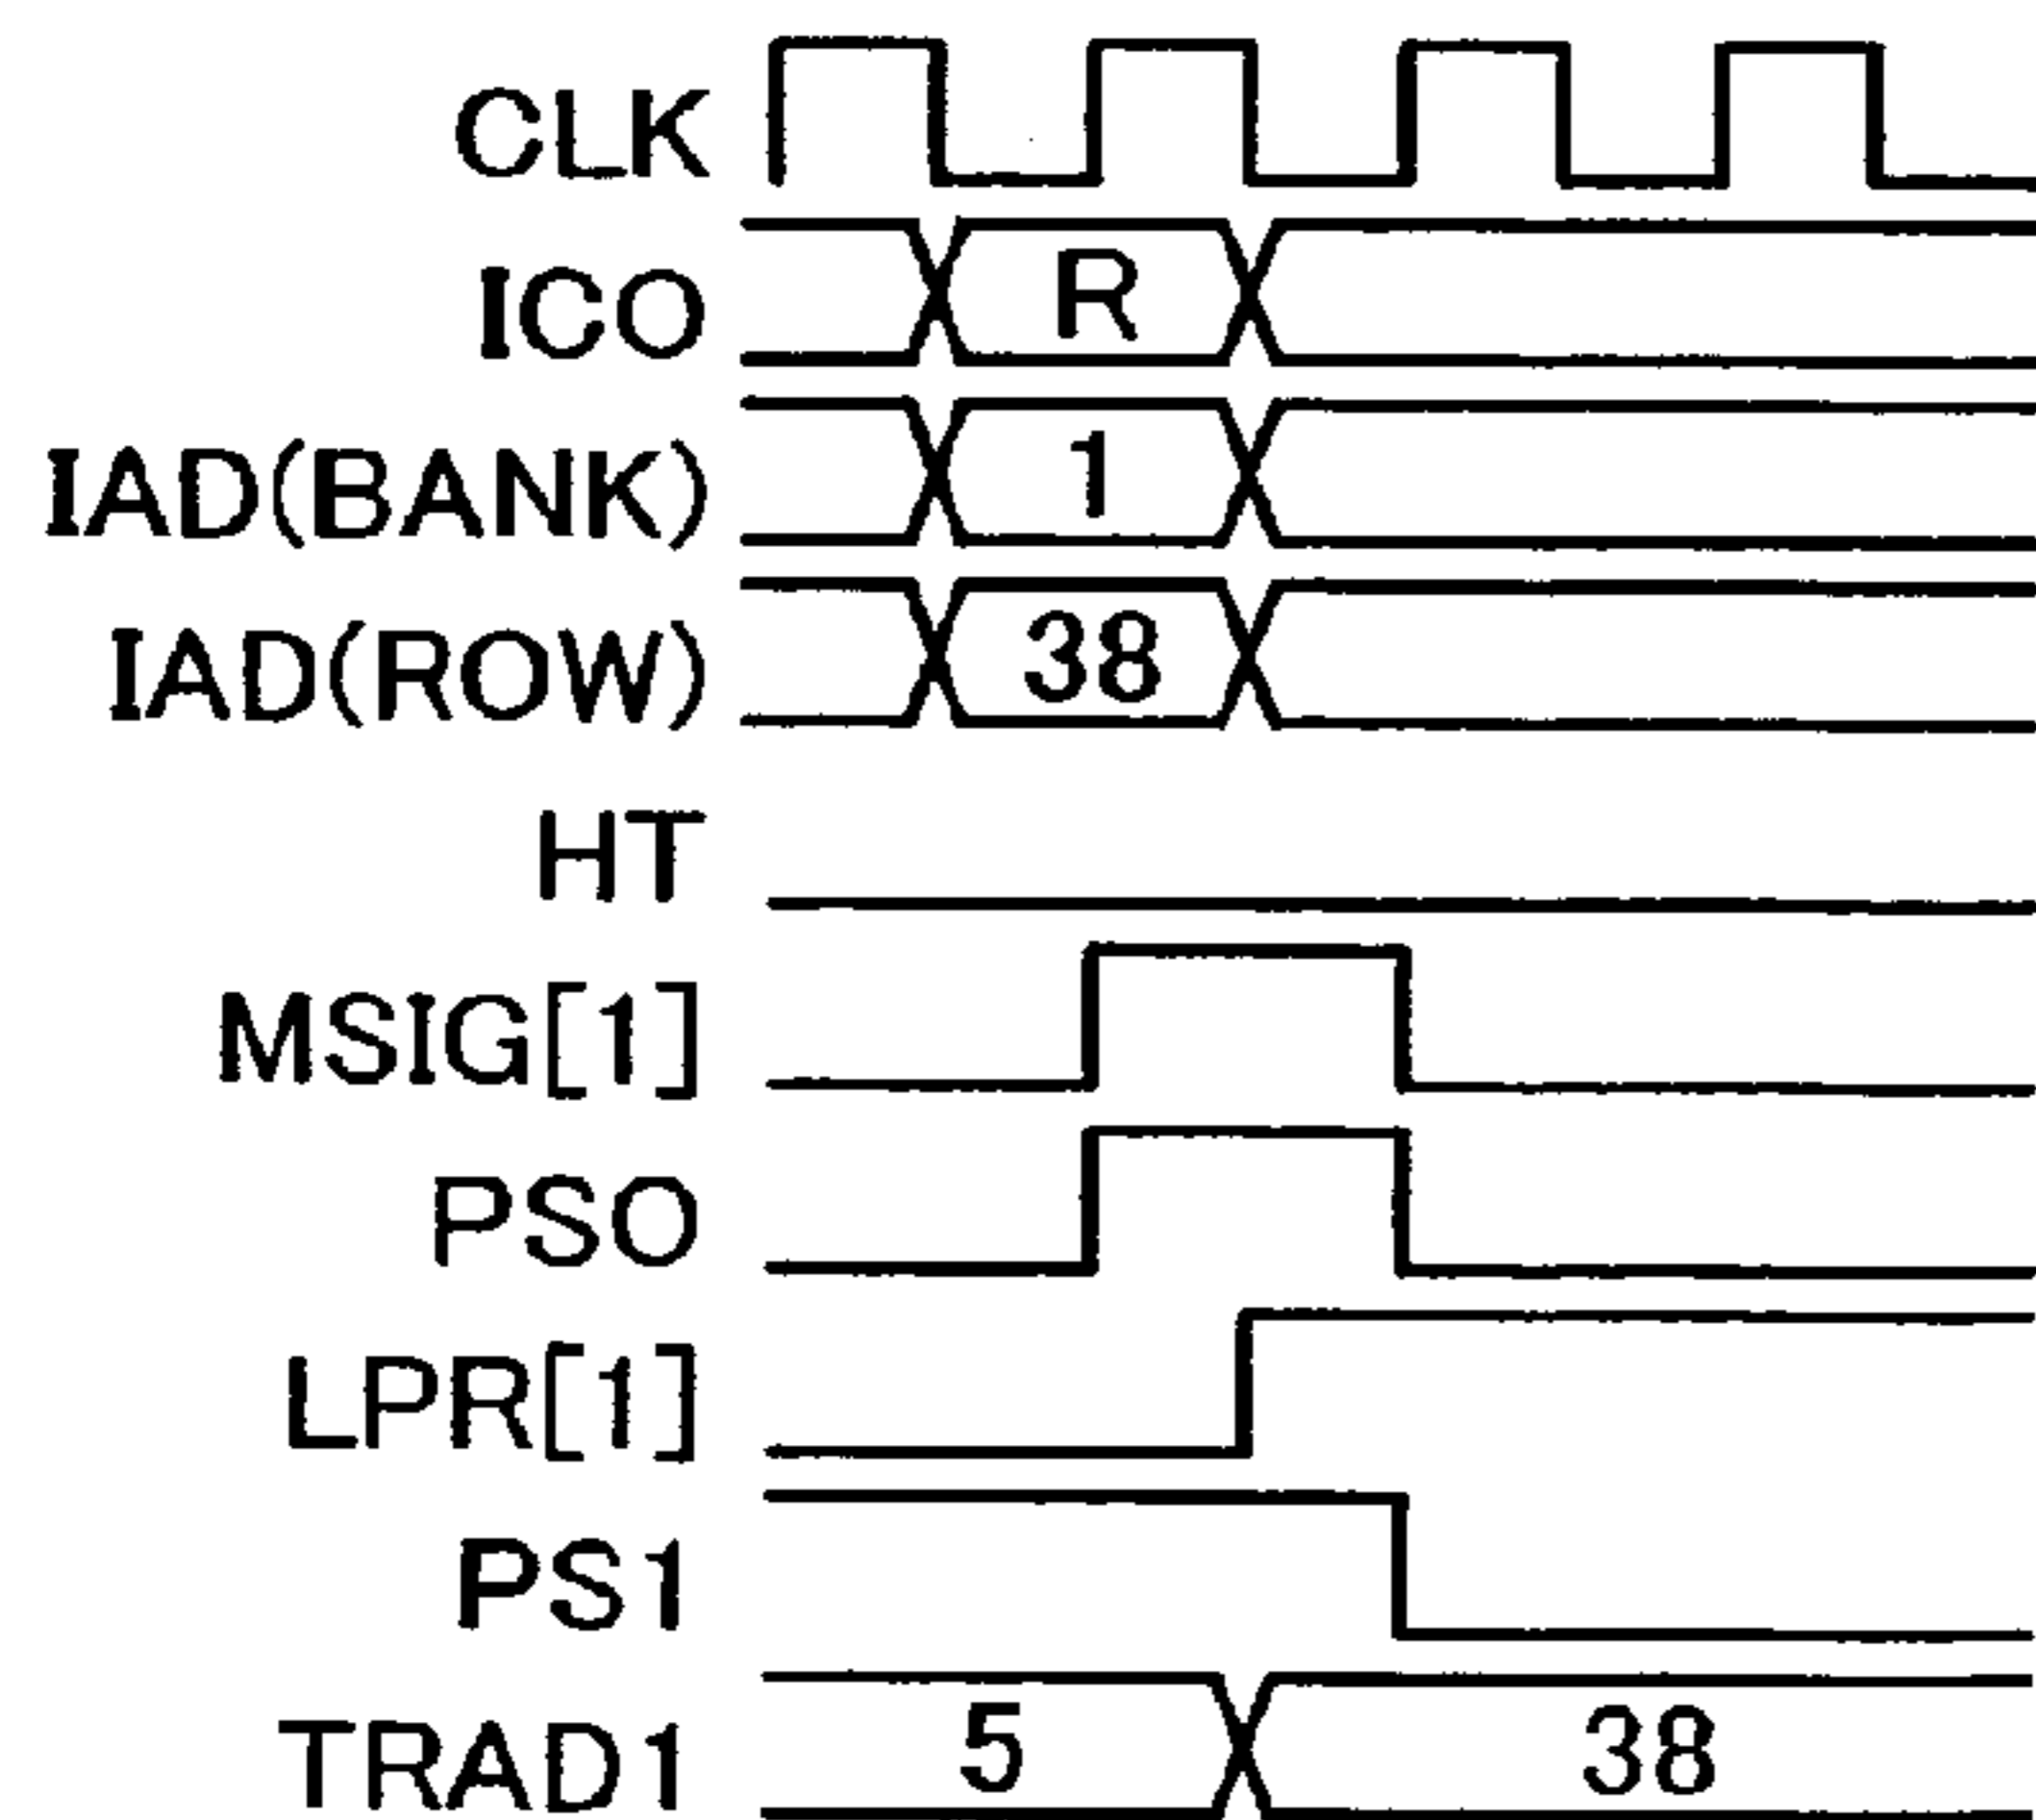 CLK
ICO R
IAD(BANK) 1
IAD(ROW) 38
HT
MSIG[1]
PSO
LPR[1]
PS1
TRAD1 5 38